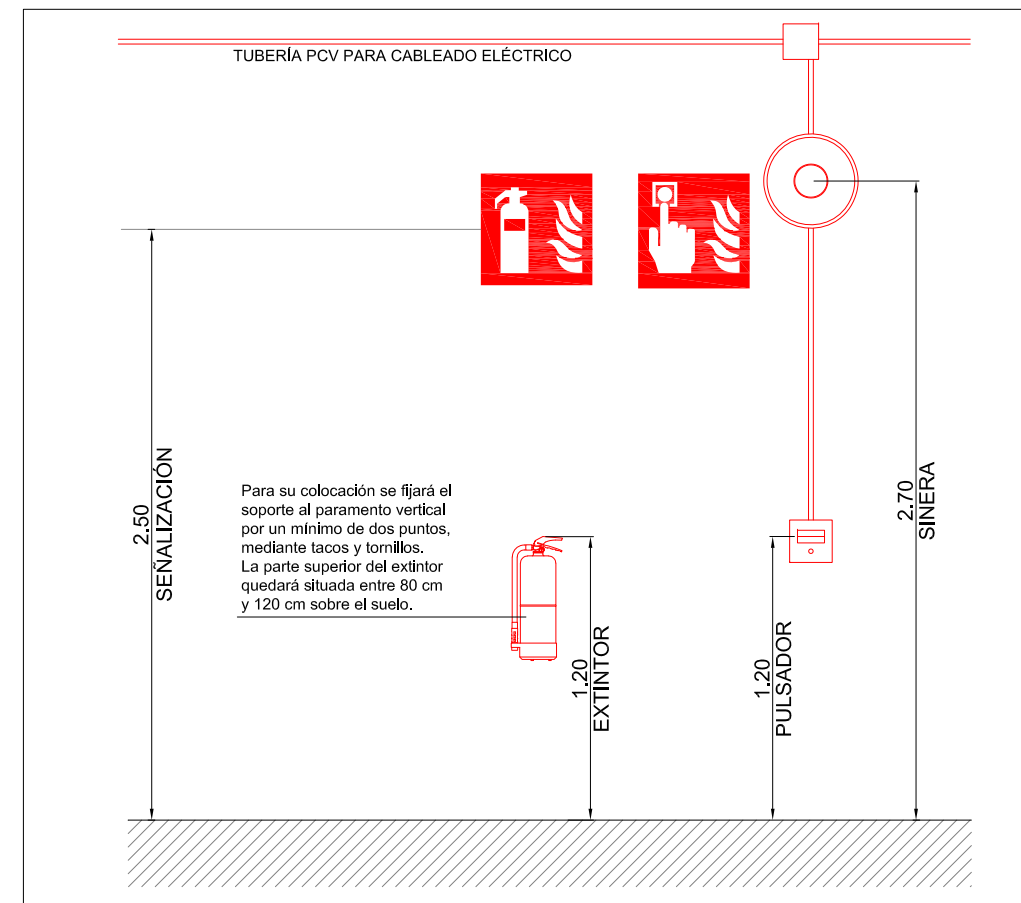 TUBERÍA PCV PARA CABLEADO ELÉCTRICO
2.50
SEÑALIZACIÓN
Para su colocación se fijará el
soporte al paramento vertical
por un mínimo de dos puntos,
mediante tacos y tornillos.
La parte superior del extintor
quedará situada entre 80 cm
y 120 cm sobre el suelo.
1.20
EXTINTOR
1.20
PULSADOR
2.70
SINERA